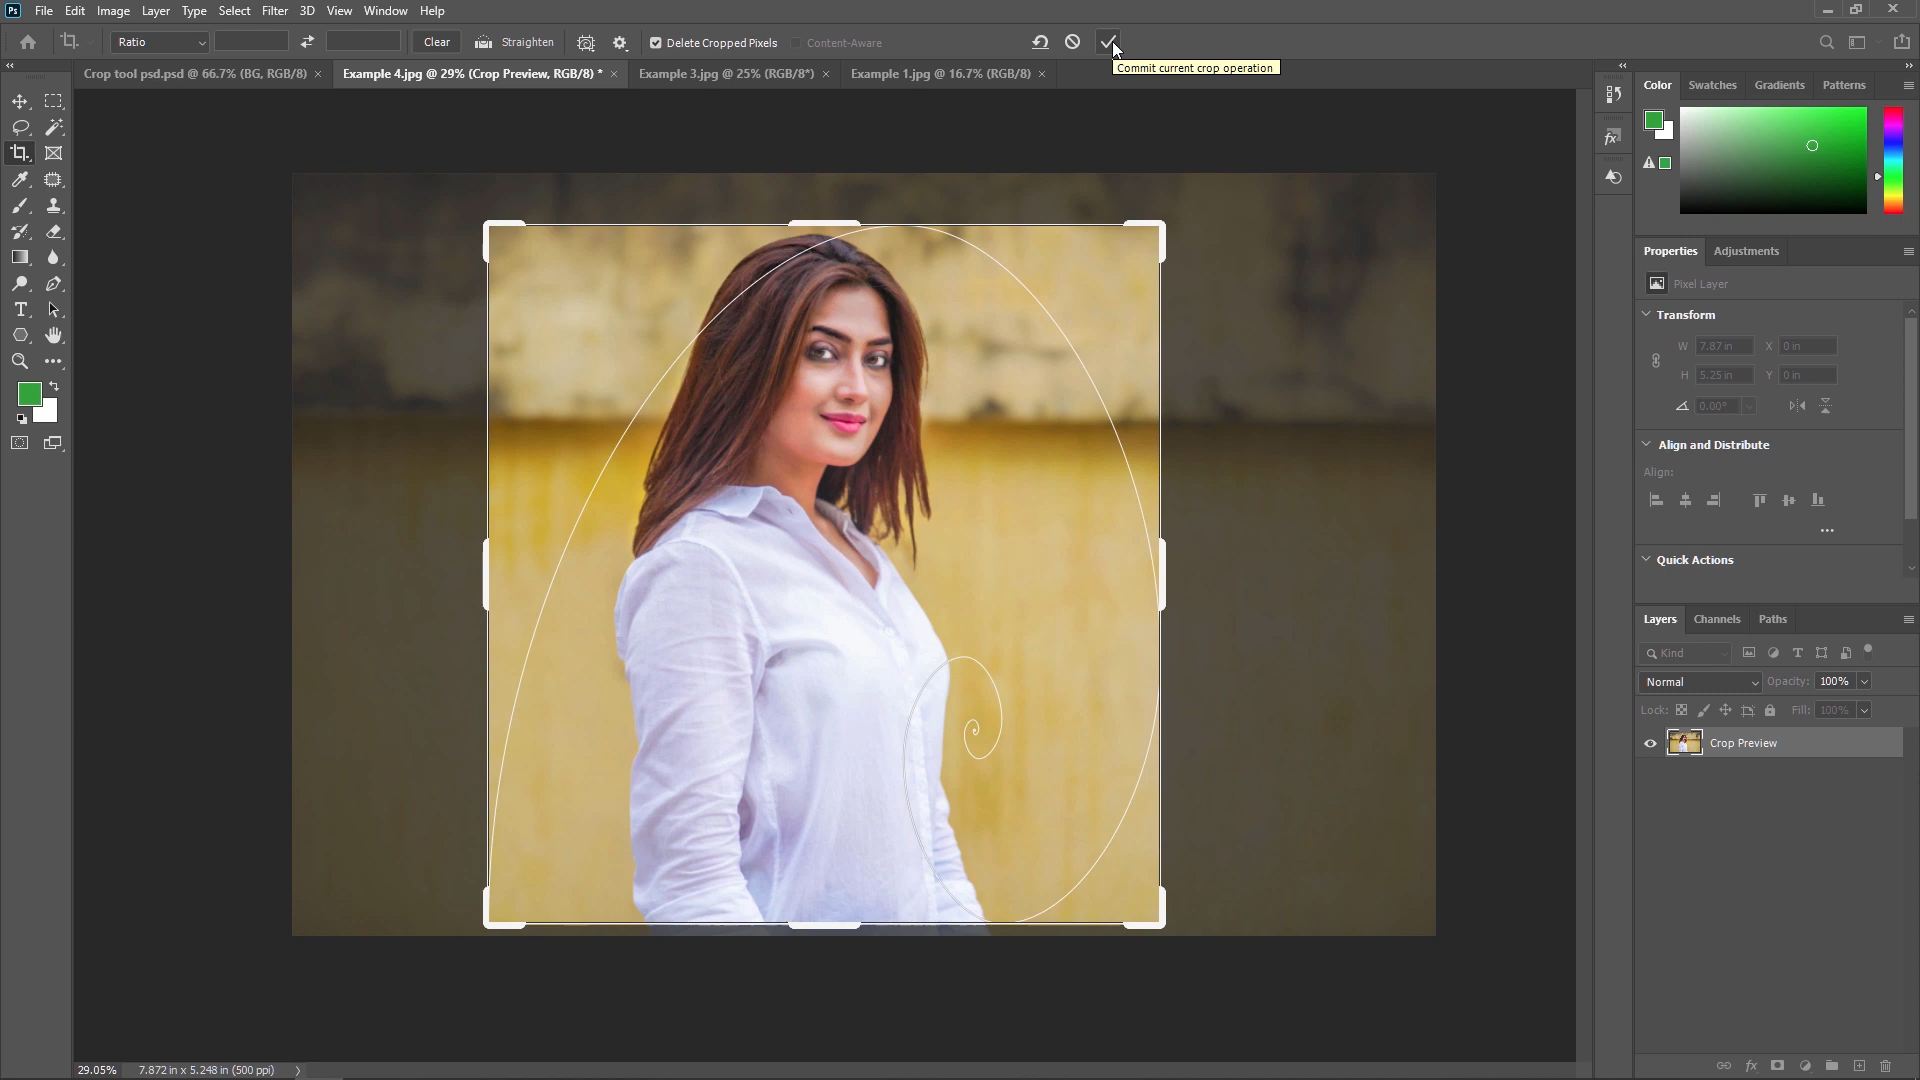 Ps File Edit Image Layer Type Select Filter 3D View Window Help
Ratio Clear Straighten Delete Cropped Pixels Content-Aware
Commit current crop operation
Crop tool psd.psd @ 66.7% (BG, RGB/8) × Example 4.jpg @ 29% (Crop Preview, RGB/8) * × Example 3.jpg @ 25% (RGB/8*) × Example 1.jpg @ 16.7% (RGB/8) ×
Color Swatches Gradients Patterns
Properties Adjustments
Pixel Layer
Transform
W 7.87 in X 0 in
H 5.25 in Y 0 in
0.00°
Align and Distribute
Align:
Quick Actions
Layers Channels Paths
Kind
Normal Opacity: 100%
Lock: Fill: 100%
Crop Preview
29.05% 7.872 in x 5.248 in (500 ppi)